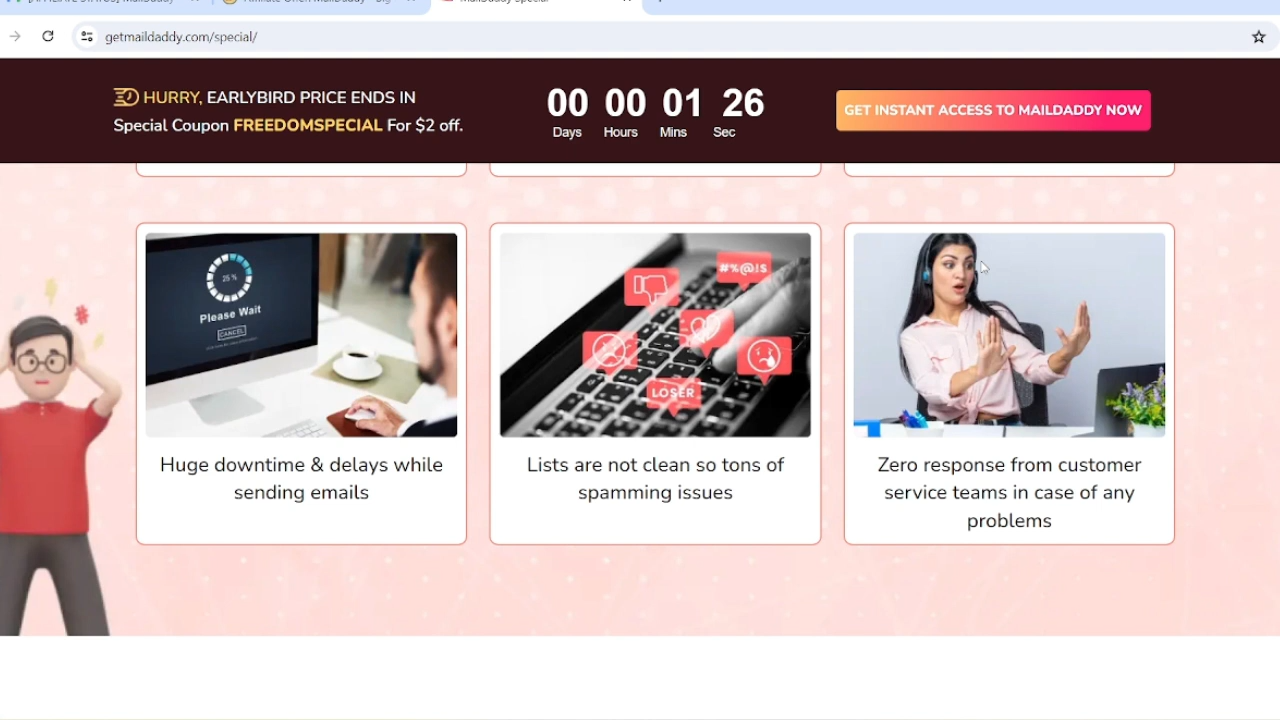 getmaildaddy.com/special/
HURRY, EARLYBIRD PRICE ENDS IN
Special Coupon FREEDOMSPECIAL For $2 off.
00 00 01 26
Days Hours Mins Sec
GET INSTANT ACCESS TO MAILDADDY NOW
25 %
Please Wait
CANCEL
#%@!$
LOSER
Huge downtime & delays while
sending emails
Lists are not clean so tons of
spamming issues
Zero response from customer
service teams in case of any
problems